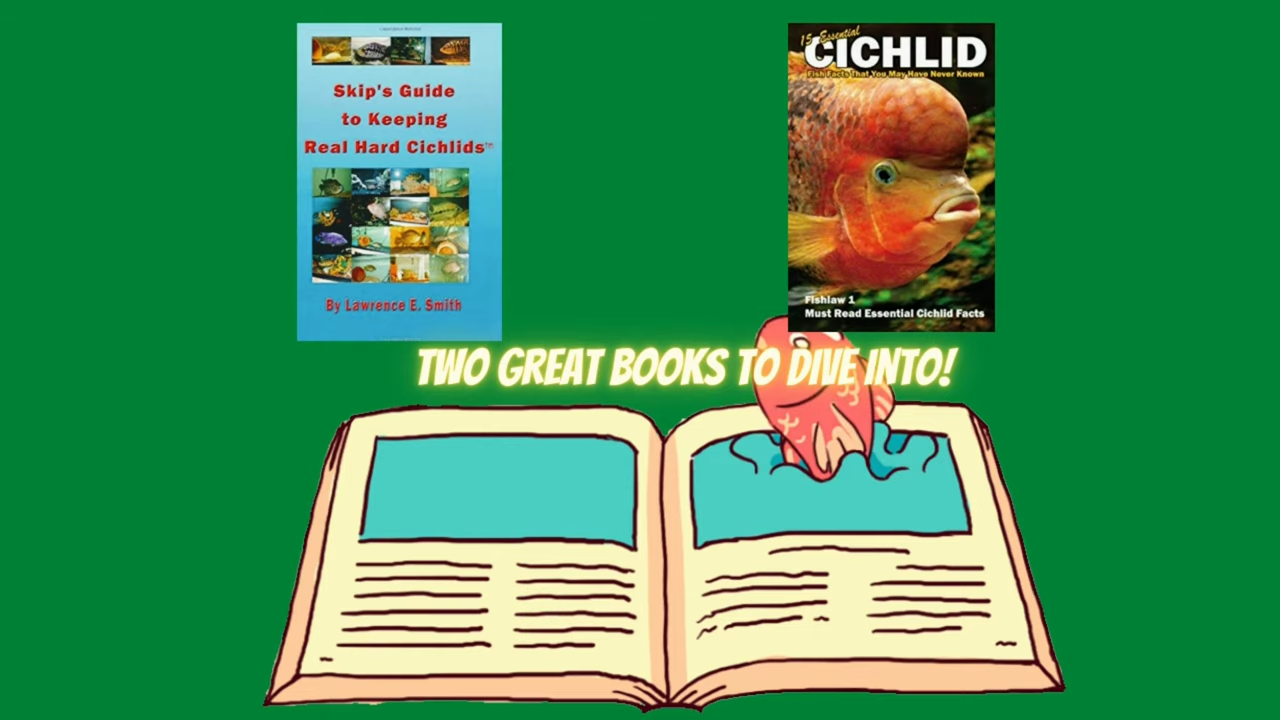 Skip's Guide
to Keeping
Real Hard Cichlids™
By Lawrence E. Smith
15 Essential
CICHLID
Fish Facts That You May Have Never Known
Fishlaw 1
Must Read Essential Cichlid Facts
TWO GREAT BOOKS TO DIVE INTO!